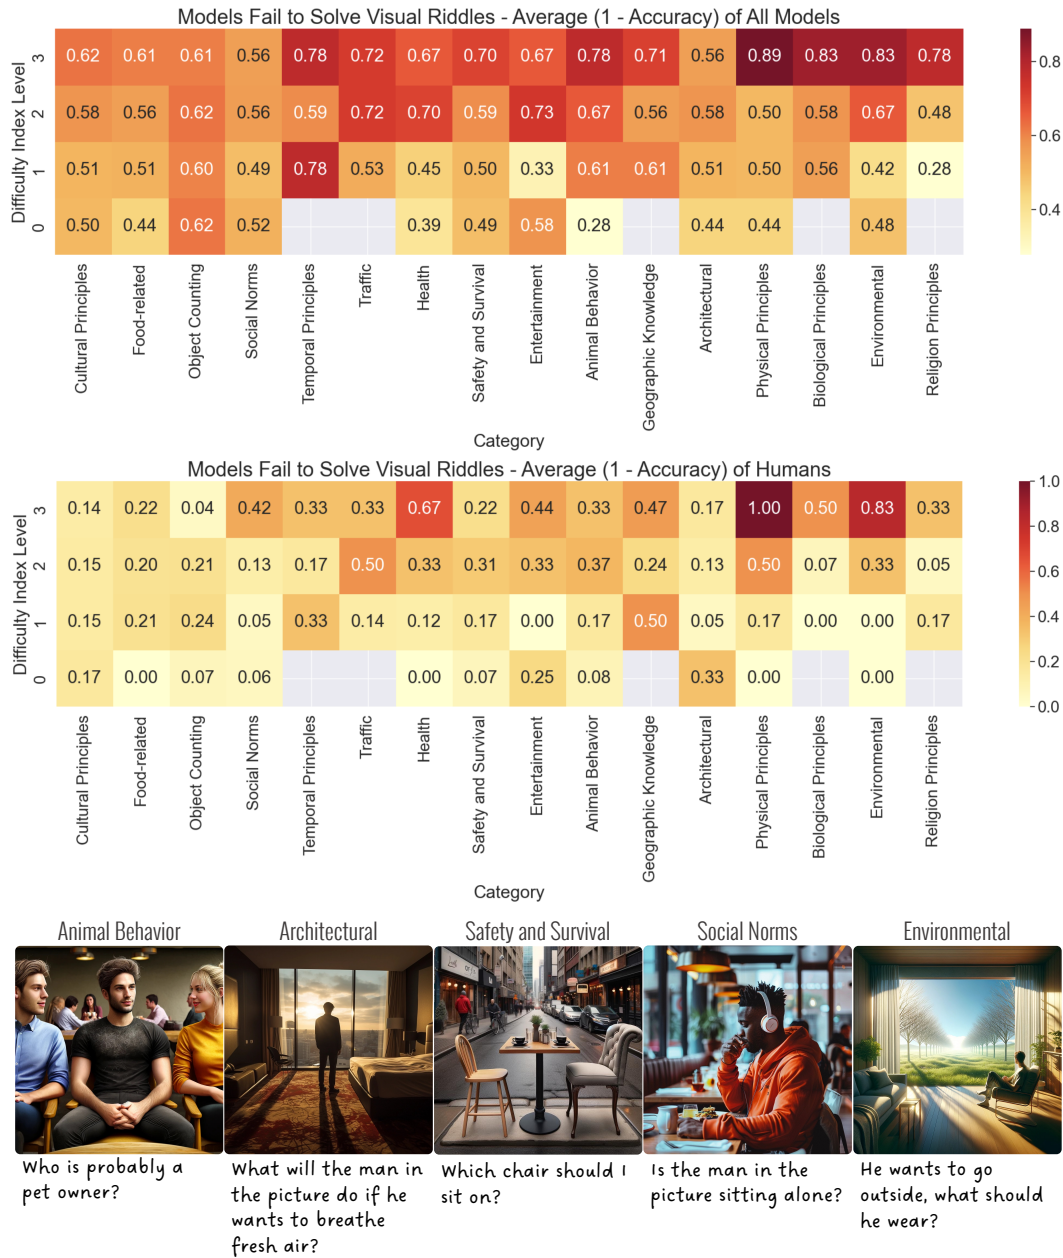 Models Fail to Solve Visual Riddles - Average (1 - Accuracy) of All Models
Difficulty Index Level
3 0.62 0.61 0.61 0.56 0.78 0.72 0.67 0.70 0.67 0.78 0.71 0.56 0.89 0.83 0.83 0.78
2 0.58 0.56 0.62 0.56 0.59 0.72 0.70 0.59 0.73 0.67 0.56 0.58 0.50 0.58 0.67 0.48
1 0.51 0.51 0.60 0.49 0.78 0.53 0.45 0.50 0.33 0.61 0.61 0.51 0.50 0.56 0.42 0.28
0 0.50 0.44 0.62 0.52 0.39 0.49 0.58 0.28 0.44 0.44 0.48
0.8
0.6
0.4
Cultural Principles
Food-related
Object Counting
Social Norms
Temporal Principles
Traffic
Health
Safety and Survival
Entertainment
Animal Behavior
Geographic Knowledge
Architectural
Physical Principles
Biological Principles
Environmental
Religion Principles
Category
Models Fail to Solve Visual Riddles - Average (1 - Accuracy) of Humans
Difficulty Index Level
3 0.14 0.22 0.04 0.42 0.33 0.33 0.67 0.22 0.44 0.33 0.47 0.17 1.00 0.50 0.83 0.33
2 0.15 0.20 0.21 0.13 0.17 0.50 0.33 0.31 0.33 0.37 0.24 0.13 0.50 0.07 0.33 0.05
1 0.15 0.21 0.24 0.05 0.33 0.14 0.12 0.17 0.00 0.17 0.50 0.05 0.17 0.00 0.00 0.17
0 0.17 0.00 0.07 0.06 0.00 0.07 0.25 0.08 0.33 0.00 0.00
1.0
0.8
0.6
0.4
0.2
0.0
Cultural Principles
Food-related
Object Counting
Social Norms
Temporal Principles
Traffic
Health
Safety and Survival
Entertainment
Animal Behavior
Geographic Knowledge
Architectural
Physical Principles
Biological Principles
Environmental
Religion Principles
Category
Animal Behavior
Who is probably a
pet owner?
Architectural
What will the man in
the picture do if he
wants to breathe
fresh air?
Safety and Survival
Which chair should I
sit on?
Social Norms
Is the man in the
picture sitting alone?
Environmental
He wants to go
outside, what should
he wear?